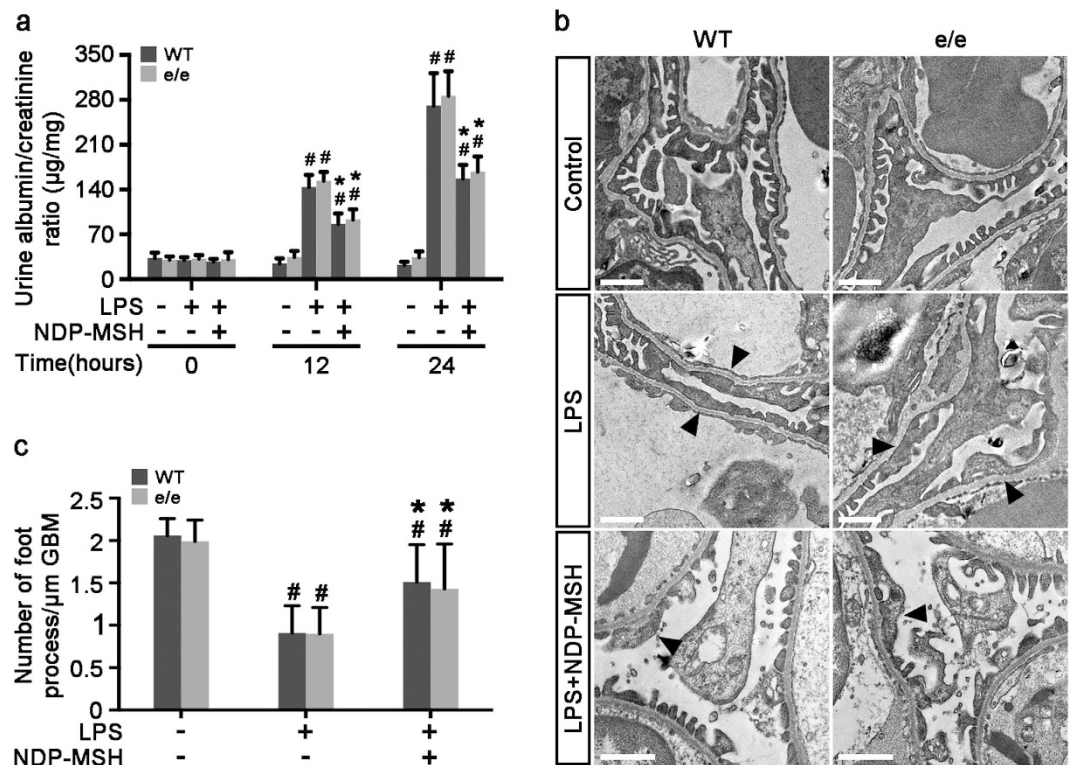 a
WT
e/e
Urine albumin/creatinine
ratio (µg/mg)
350
280
210
140
70
0
# # * * # #
# # * * # #
LPS - + + - + + - + +
NDP-MSH - - + - - + - - +
Time(hours) 0 12 24
b
WT e/e
Control
LPS
LPS+NDP-MSH
c
WT
e/e
Number of foot
process/µm GBM
2.5
2
1.5
1
0.5
0
# # * * # #
LPS - + +
NDP-MSH - - +